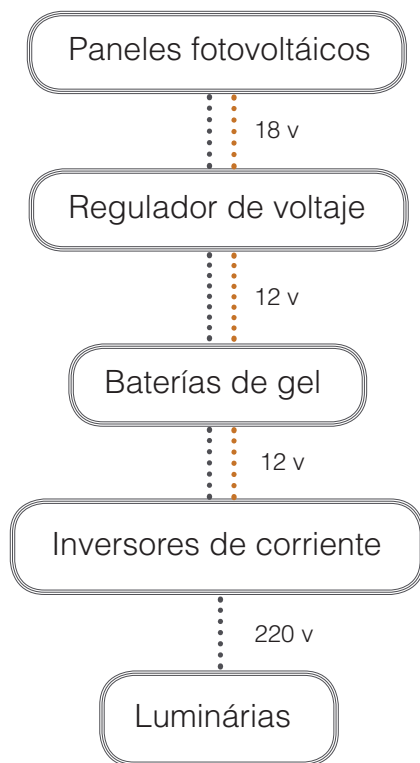 Paneles fotovoltáicos
18 v
Regulador de voltaje
12 v
Baterías de gel
12 v
Inversores de corriente
220 v
Luminárias